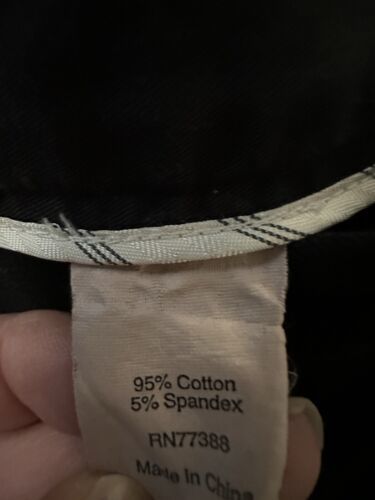 95% Cotton
5% Spandex
RN77388
Made in China